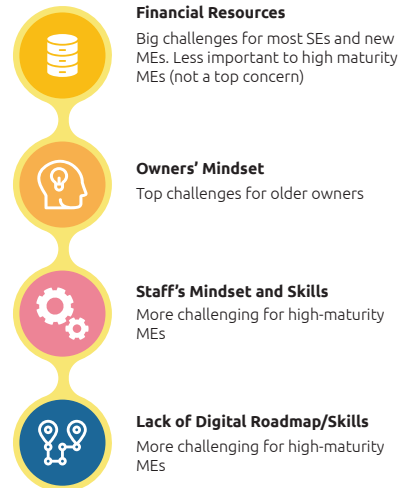 Financial Resources
Big challenges for most SEs and new
MEs. Less important to high maturity
MEs (not a top concern)
Owners’ Mindset
Top challenges for older owners
Staff’s Mindset and Skills
More challenging for high-maturity
MEs
Lack of Digital Roadmap/Skills
More challenging for high-maturity
MEs